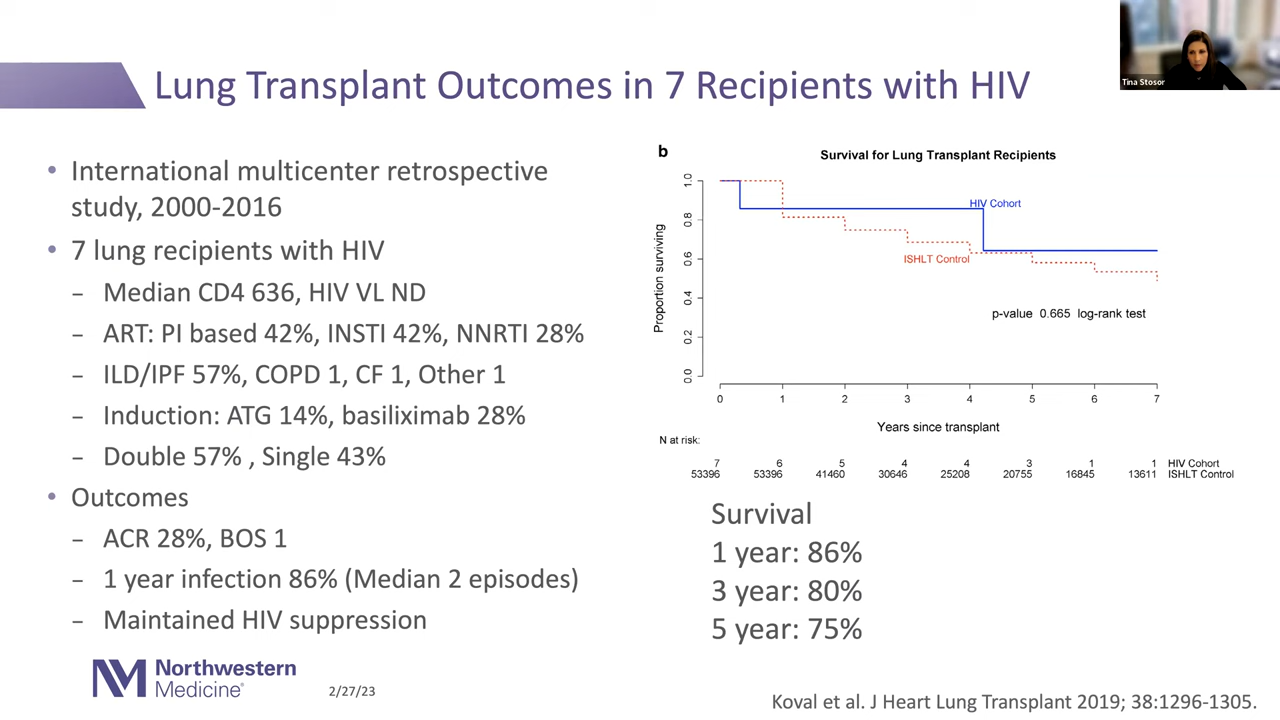 Tina Stosor
Lung Transplant Outcomes in 7 Recipients with HIV
• International multicenter retrospective
study, 2000-2016
• 7 lung recipients with HIV
– Median CD4 636, HIV VL ND
– ART: PI based 42%, INSTI 42%, NNRTI 28%
– ILD/IPF 57%, COPD 1, CF 1, Other 1
– Induction: ATG 14%, basiliximab 28%
– Double 57% , Single 43%
• Outcomes
– ACR 28%, BOS 1
– 1 year infection 86% (Median 2 episodes)
– Maintained HIV suppression
b
Survival for Lung Transplant Recipients
Proportion surviving
1.0
0.8
0.6
0.4
0.2
0.0
HIV Cohort
ISHLT Control
p-value 0.665 log-rank test
0 1 2 3 4 5 6 7
Years since transplant
N at risk:
7 6 5 4 4 3 1 1 HIV Cohort
53396 53396 41460 30646 25208 20755 16845 13611 ISHLT Control
Survival
1 year: 86%
3 year: 80%
5 year: 75%
NM Northwestern
Medicine®
2/27/23
Koval et al. J Heart Lung Transplant 2019; 38:1296-1305.